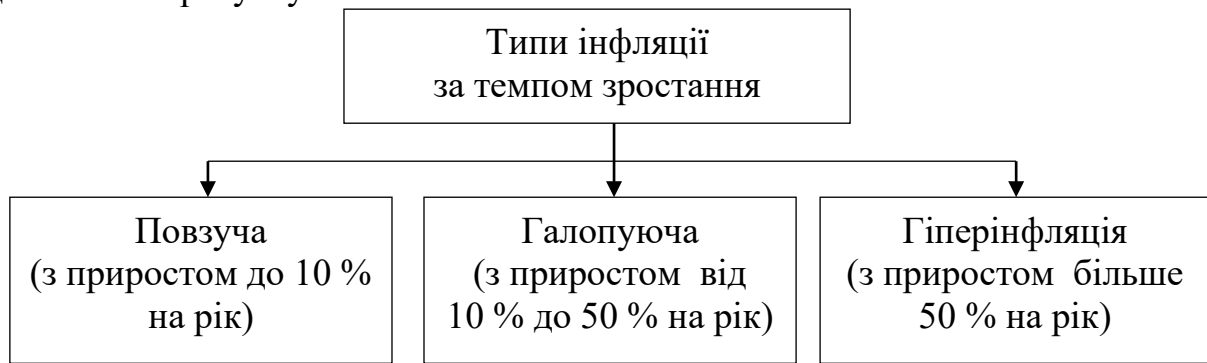 Типи інфляції
за темпом зростання
Повзуча
(з приростом до 10 %
на рік)
Галопуюча
(з приростом від
10 % до 50 % на рік)
Гіперінфляція
(з приростом більше
50 % на рік)